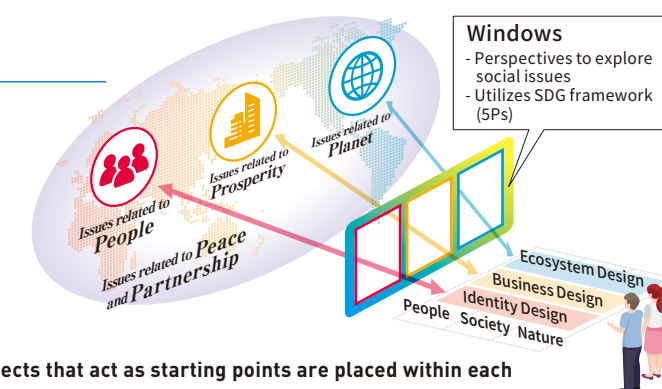 Windows
- Perspectives to explore
social issues
- Utilizes SDG framework
(5Ps)
Issues related to
Planet
Issues related to
Prosperity
Issues related to
People
Issues related to Peace
and Partnership
Ecosystem Design
Business Design
Identity Design
People Society Nature
ects that act as starting points are placed within each